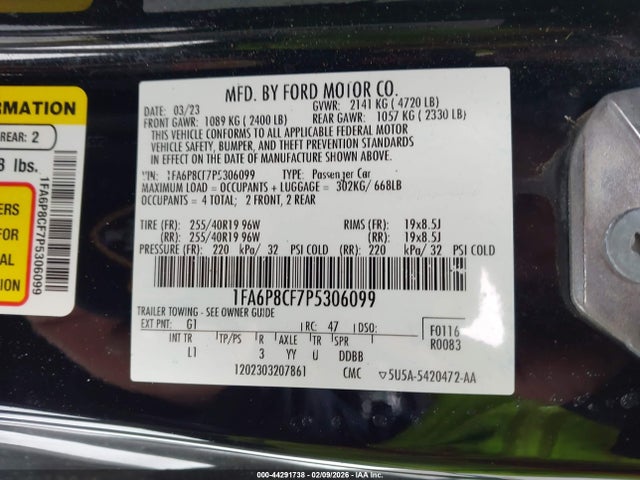 ORMATION
REAR: 2
8 lbs.
1FA6P8CF7P5306099
MFD. BY FORD MOTOR CO.
DATE: 03/23 GVWR: 2141 KG ( 4720 LB)
FRONT GAWR: 1089 KG ( 2400 LB) REAR GAWR: 1057 KG ( 2330 LB)
THIS VEHICLE CONFORMS TO ALL APPLICABLE FEDERAL MOTOR
VEHICLE SAFETY, BUMPER, AND THEFT PREVENTION STANDARDS
IN EFFECT ON THE DATE OF MANUFACTURE SHOWN ABOVE.
VIN: 1FA6P8CF7P5306099 TYPE: Passenger Car
MAXIMUM LOAD = OCCUPANTS + LUGGAGE = 302KG/668LB
OCCUPANTS = 4 TOTAL; 2 FRONT, 2 REAR
TIRE (FR): 255/40R19 96W RIMS (FR): 19x8.5J
(RR): 255/40R19 96W (RR): 19x8.5J
PRESSURE (FR): 220 kPa/ 32 PSI COLD (RR): 220 kPa/ 32 PSI COLD
1FA6P8CF7P5306099
TRAILER TOWING - SEE OWNER GUIDE
EXT PNT: G1 RC: 47 DSO: F0116
R0083
INT TR TP/PS R AXLE TR SPR
L1 3 YY U DDBB
1202303207861 CMC 5U5A-5420472-AA
ERS
FOR
AL
ON
000-44291738 - 02/09/2026 - IAAI Inc.